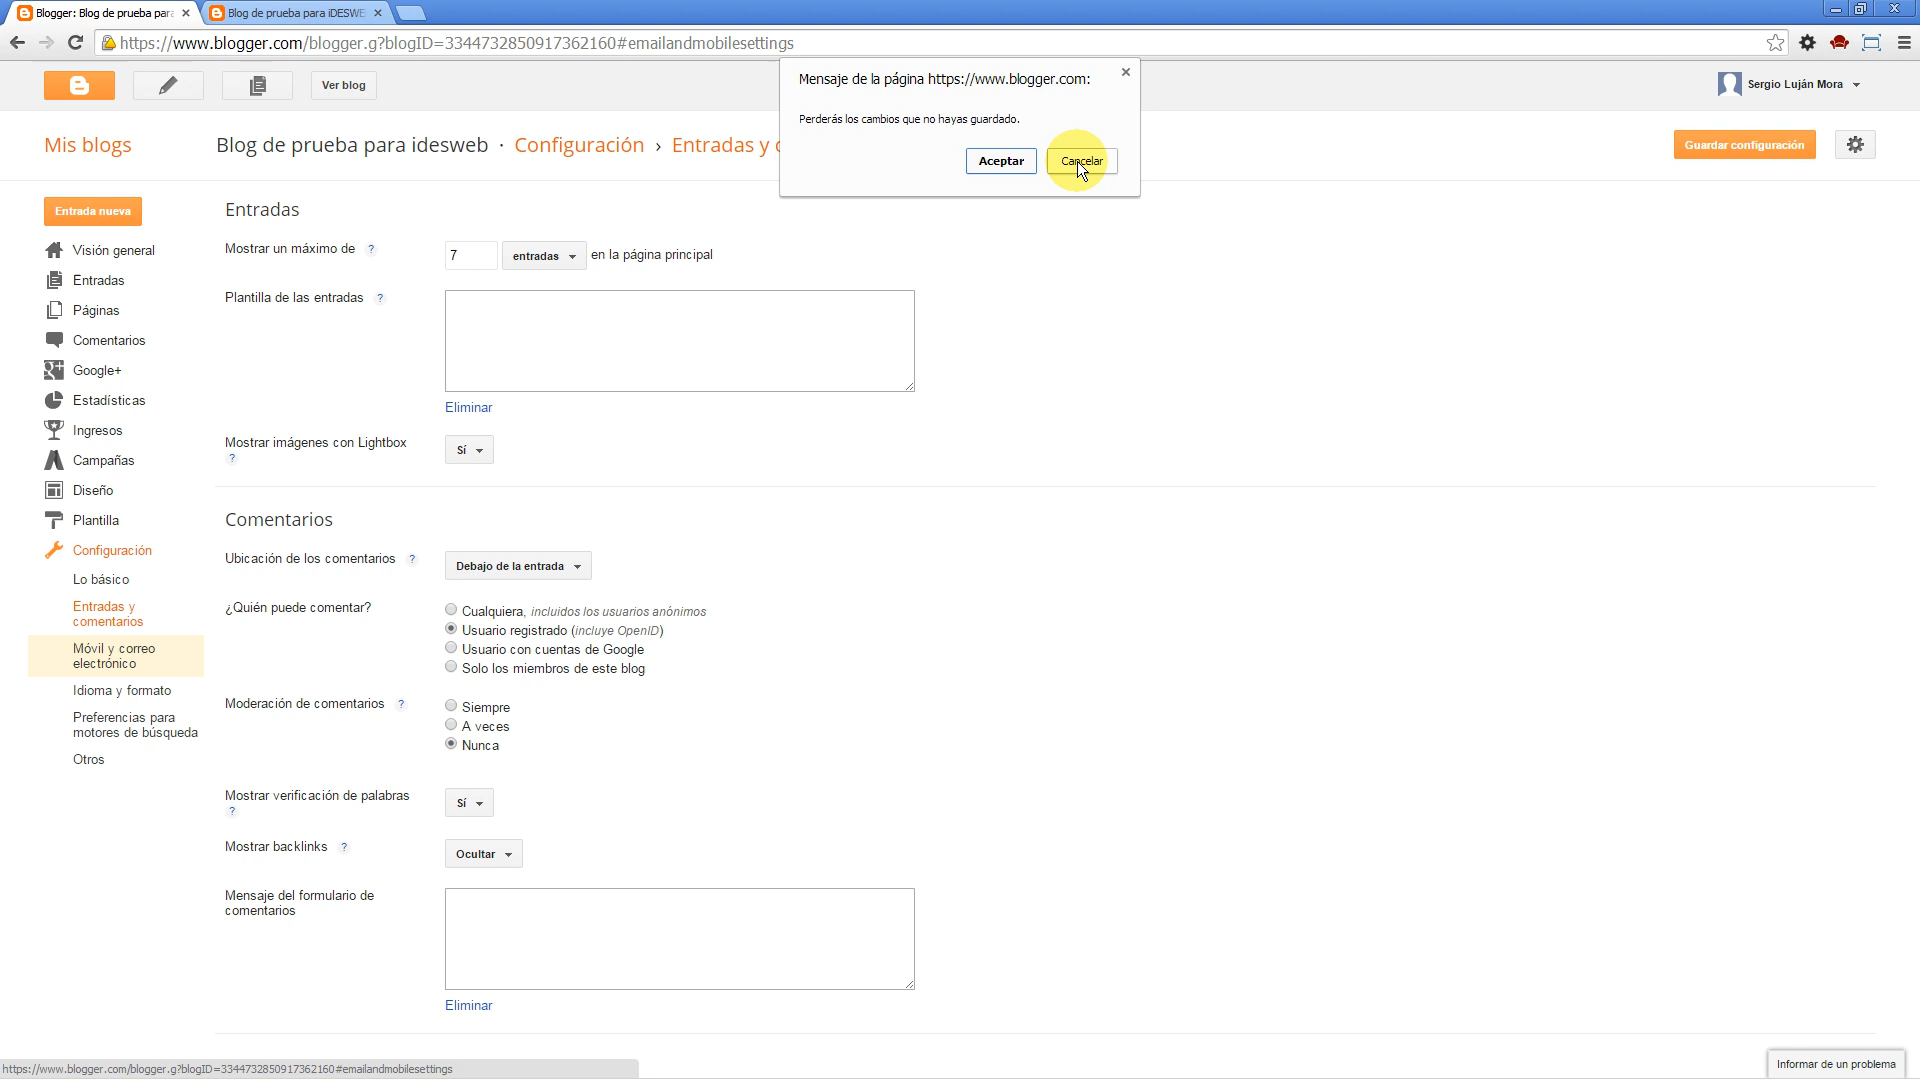 Blogger: Blog de prueba para
Blog de prueba para iDESWE
https://www.blogger.com/blogger.g?blogID=3344732850917362160#emailandmobilesettings
Ver blog
Sergio Luján Mora
Mensaje de la página https://www.blogger.com:
Perderás los cambios que no hayas guardado.
Aceptar
Cancelar
Mis blogs
Blog de prueba para idesweb · Configuración › Entradas y c
Guardar configuración
Entrada nueva
Visión general
Entradas
Páginas
Comentarios
Google+
Estadísticas
Ingresos
Campañas
Diseño
Plantilla
Configuración
Lo básico
Entradas y
comentarios
Móvil y correo
electrónico
Idioma y formato
Preferencias para
motores de búsqueda
Otros
Entradas
Mostrar un máximo de ?
7 entradas en la página principal
Plantilla de las entradas ?
Eliminar
Mostrar imágenes con Lightbox
?
Sí
Comentarios
Ubicación de los comentarios ?
Debajo de la entrada
¿Quién puede comentar?
Cualquiera, incluidos los usuarios anónimos
Usuario registrado (incluye OpenID)
Usuario con cuentas de Google
Solo los miembros de este blog
Moderación de comentarios ?
Siempre
A veces
Nunca
Mostrar verificación de palabras
?
Sí
Mostrar backlinks ?
Ocultar
Mensaje del formulario de
comentarios
Eliminar
https://www.blogger.com/blogger.g?blogID=3344732850917362160#emailandmobilesettings
Informar de un problema